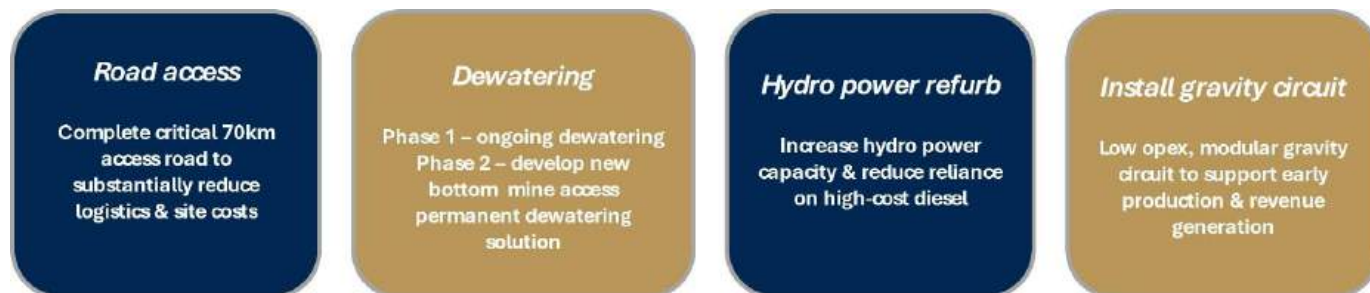 Road access
Complete critical 70km
access road to
substantially reduce
logistics & site costs
Dewatering
Phase 1 – ongoing dewatering
Phase 2 – develop new
bottom mine access
permanent dewatering
solution
Hydro power refurb
Increase hydro power
capacity & reduce reliance
on high-cost diesel
Install gravity circuit
Low opex, modular gravity
circuit to support early
production & revenue
generation